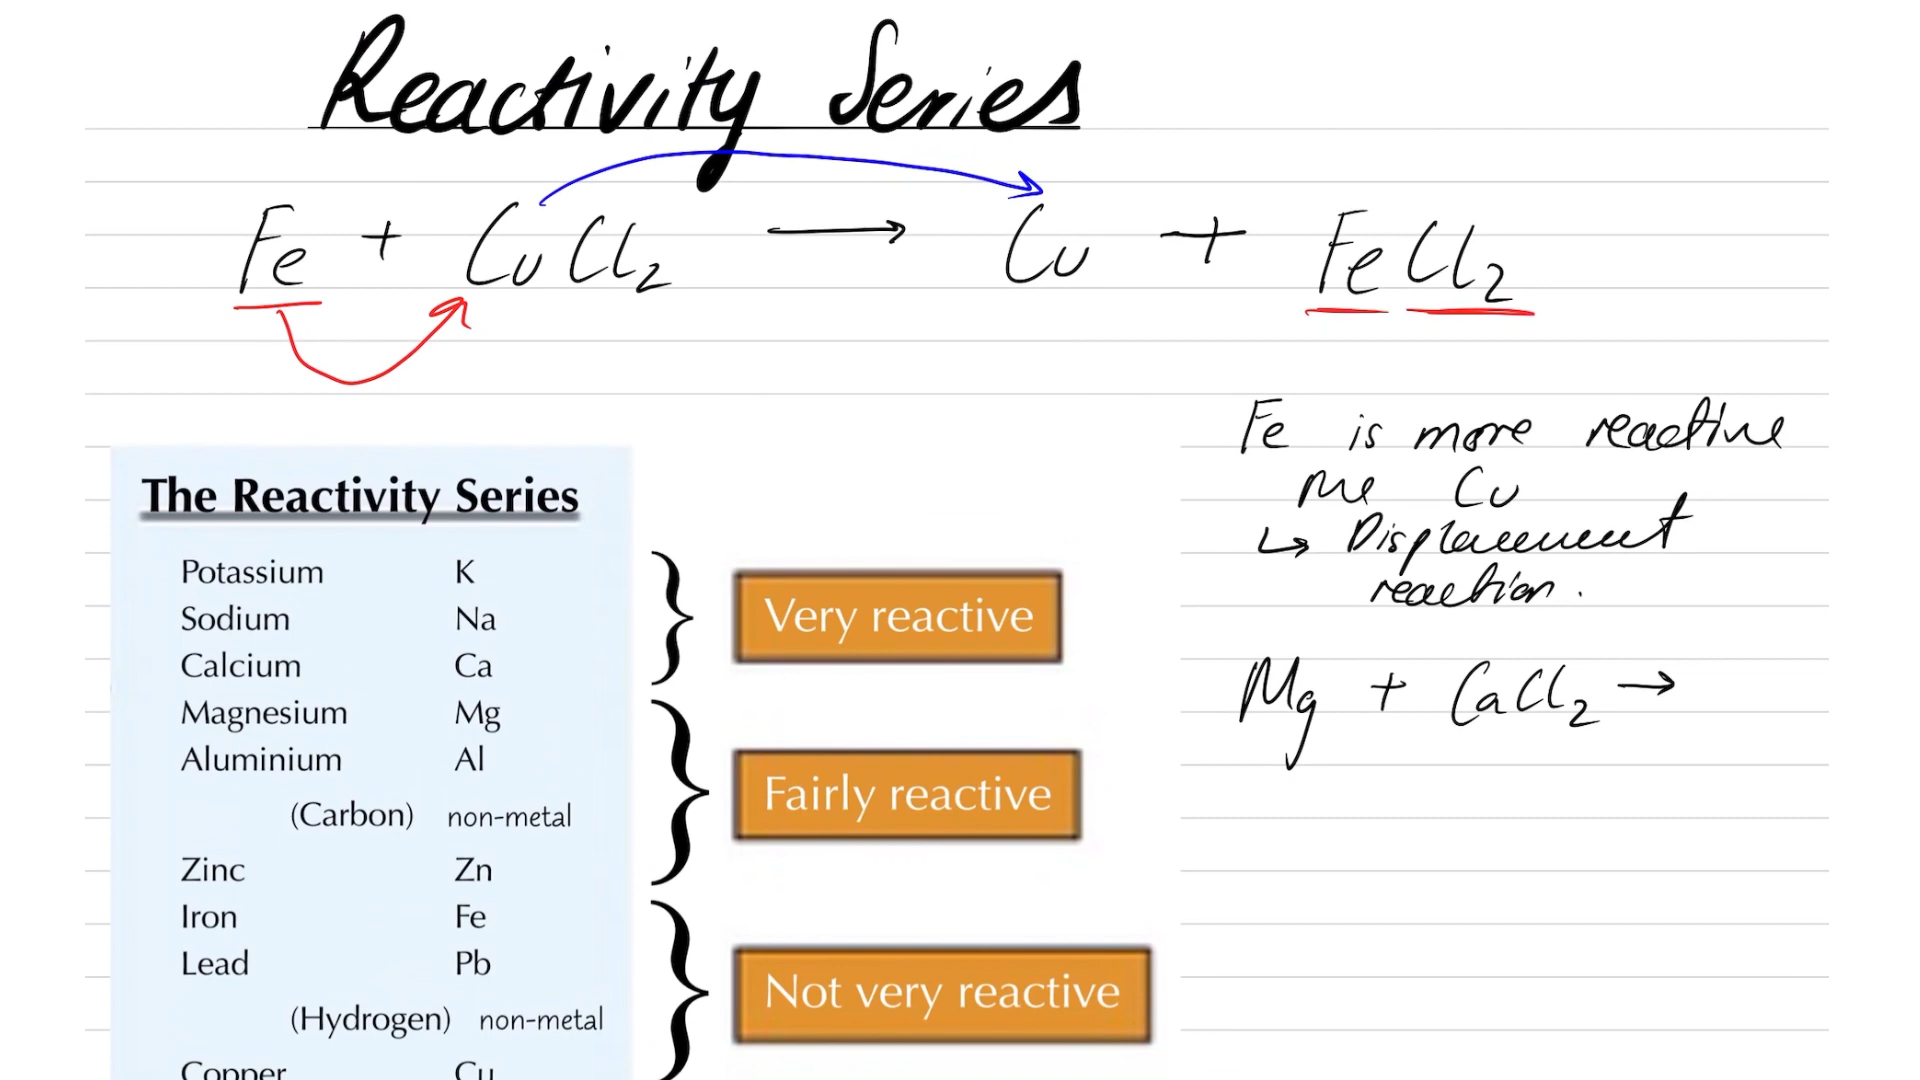 Reactivity Series
Fe + CuCl2 → Cu + FeCl2
Fe is more reactive
Cu
↳ Displacement
reaction.
Mg + CaCl2 →
The Reactivity Series
Potassium K
Sodium Na
Calcium Ca
Magnesium Mg
Aluminium Al
(Carbon) non-metal
Zinc Zn
Iron Fe
Lead Pb
(Hydrogen) non-metal
Copper Cu
Very reactive
Fairly reactive
Not very reactive